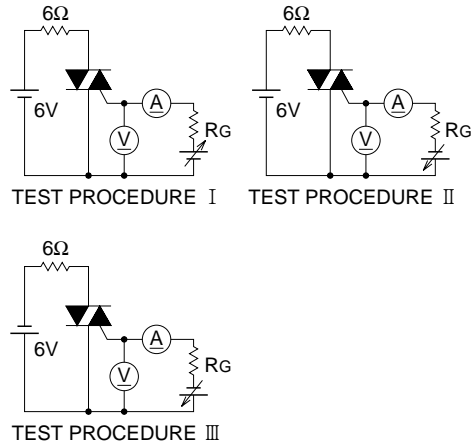 6Ω
6V
A
V
RG
TEST PROCEDURE Ⅰ
6Ω
6V
A
V
RG
TEST PROCEDURE Ⅱ
6Ω
6V
A
V
RG
TEST PROCEDURE Ⅲ